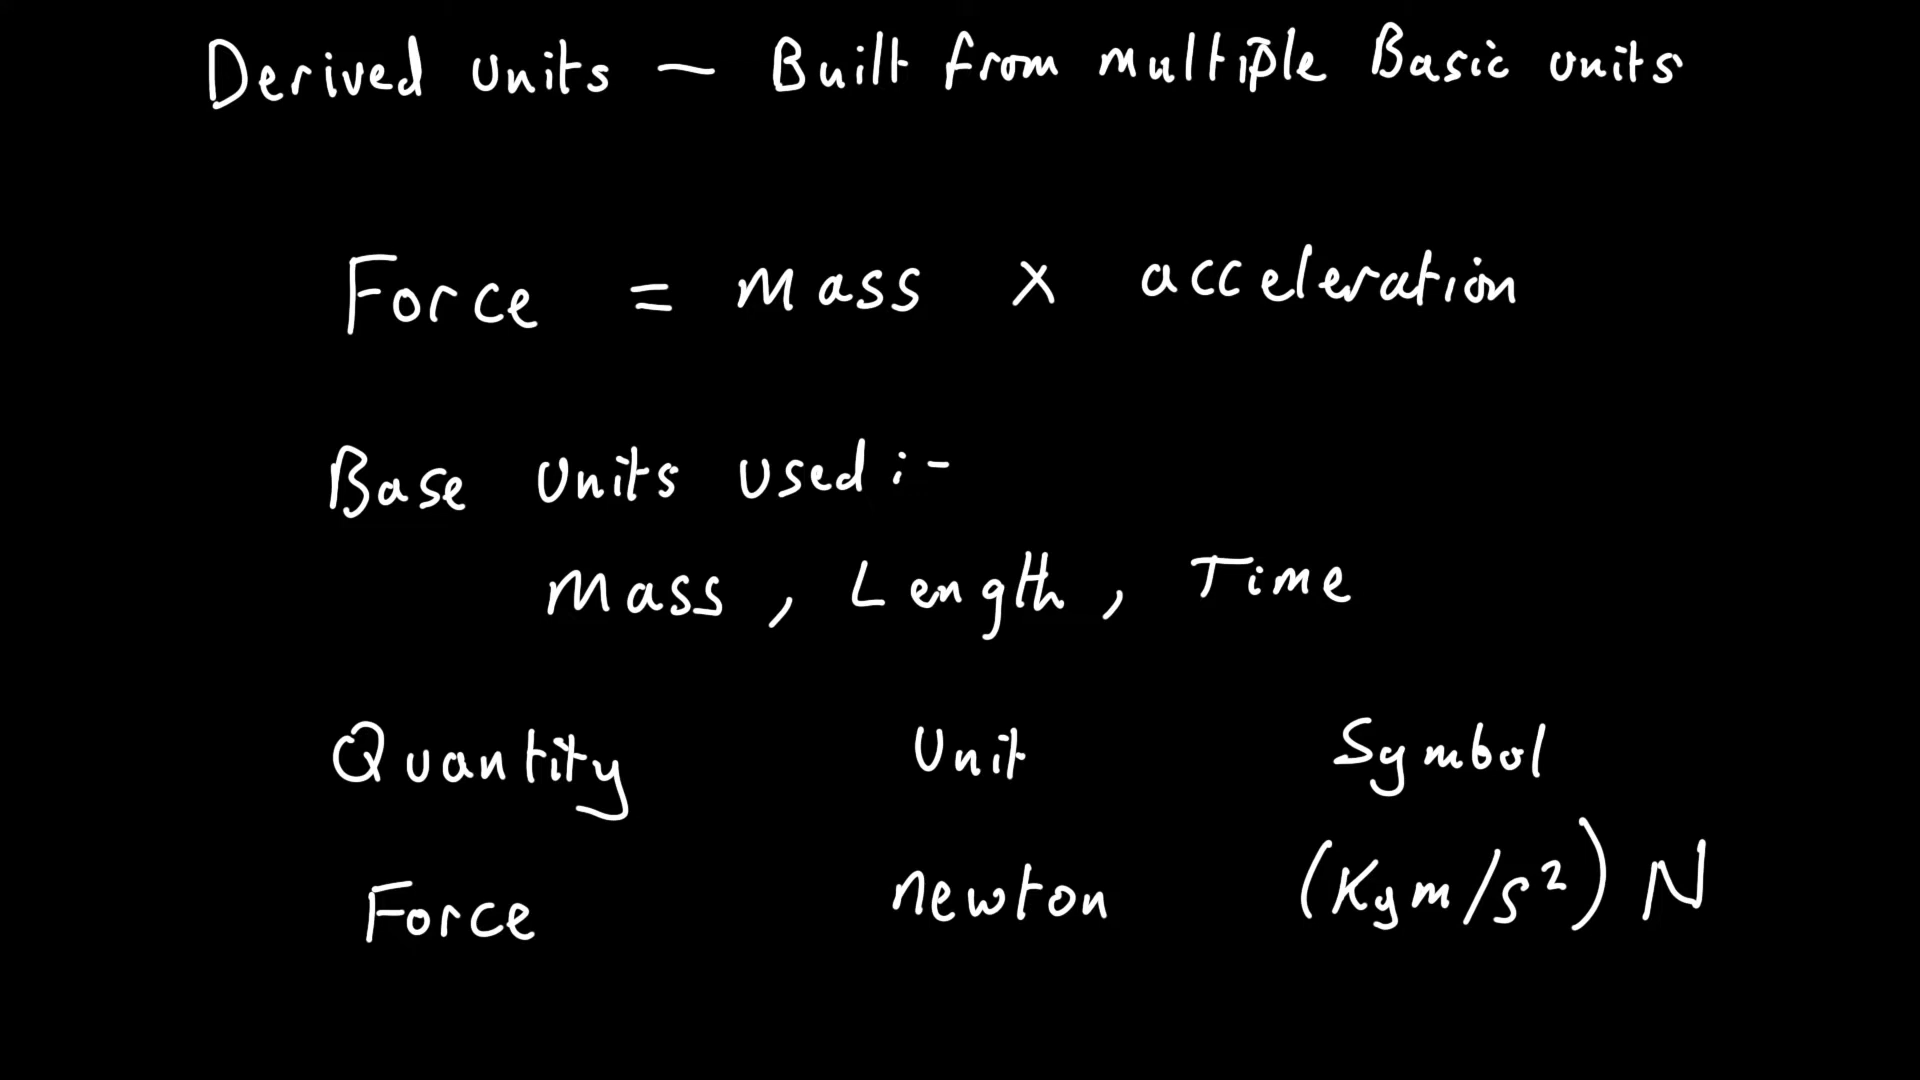 Derived units – Built from multiple Basic units
Force = mass x acceleration
Base units used :-
mass , Length , Time
Quantity Unit Symbol
Force newton (Kgm/s²) N